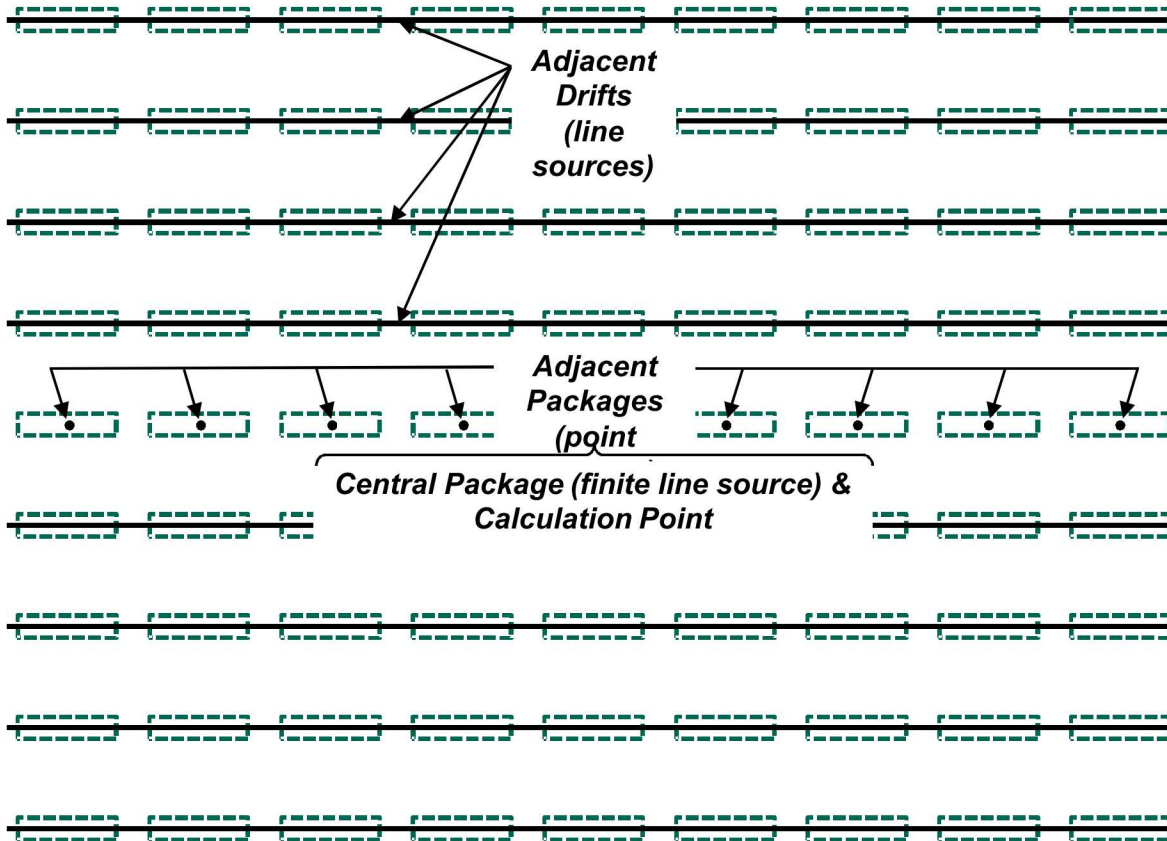 Adjacent
Drifts
(line
sources)
Adjacent
Packages
(point
Central Package (finite line source) &
Calculation Point